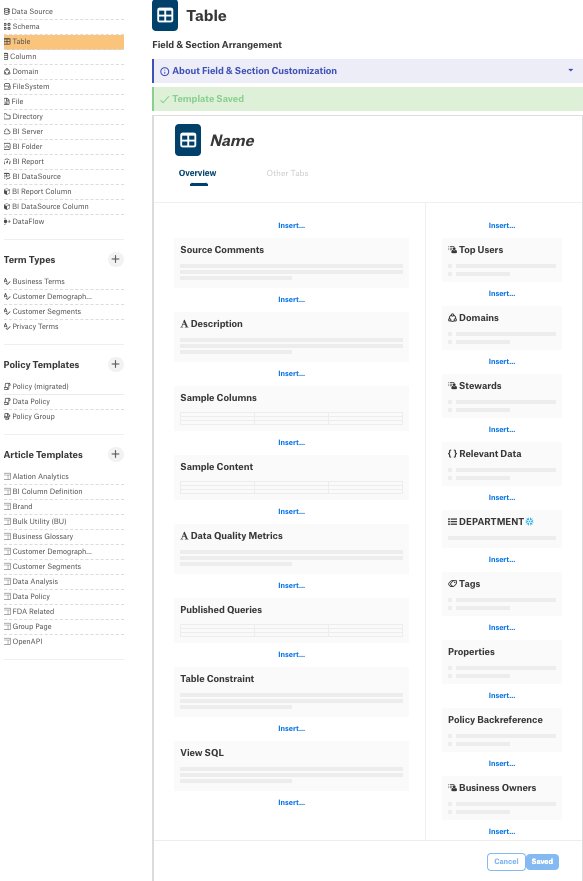 Data Source
Schema
Table
Column
Domain
FileSystem
File
Directory
BI Server
BI Folder
BI Report
BI DataSource
BI Report Column
BI DataSource Column
DataFlow
Term Types
Business Terms
Customer Demograph...
Customer Segments
Privacy Terms
Policy Templates
Policy (migrated)
Data Policy
Policy Group
Article Templates
Alation Analytics
BI Column Definition
Brand
Bulk Utility (BU)
Business Glossary
Customer Demograph...
Customer Segments
Data Analysis
Data Policy
FDA Related
Group Page
OpenAPI
Table
Field & Section Arrangement
About Field & Section Customization
Template Saved
Name
Overview Other Tabs
Insert...
Source Comments
Insert...
A Description
Insert...
Sample Columns
Insert...
Sample Content
Insert...
A Data Quality Metrics
Insert...
Published Queries
Insert...
Table Constraint
Insert...
View SQL
Insert...
Insert...
Top Users
Insert...
Domains
Insert...
Stewards
Insert...
{ } Relevant Data
Insert...
DEPARTMENT
Insert...
Tags
Insert...
Properties
Insert...
Policy Backreference
Insert...
Business Owners
Insert...
Cancel Saved